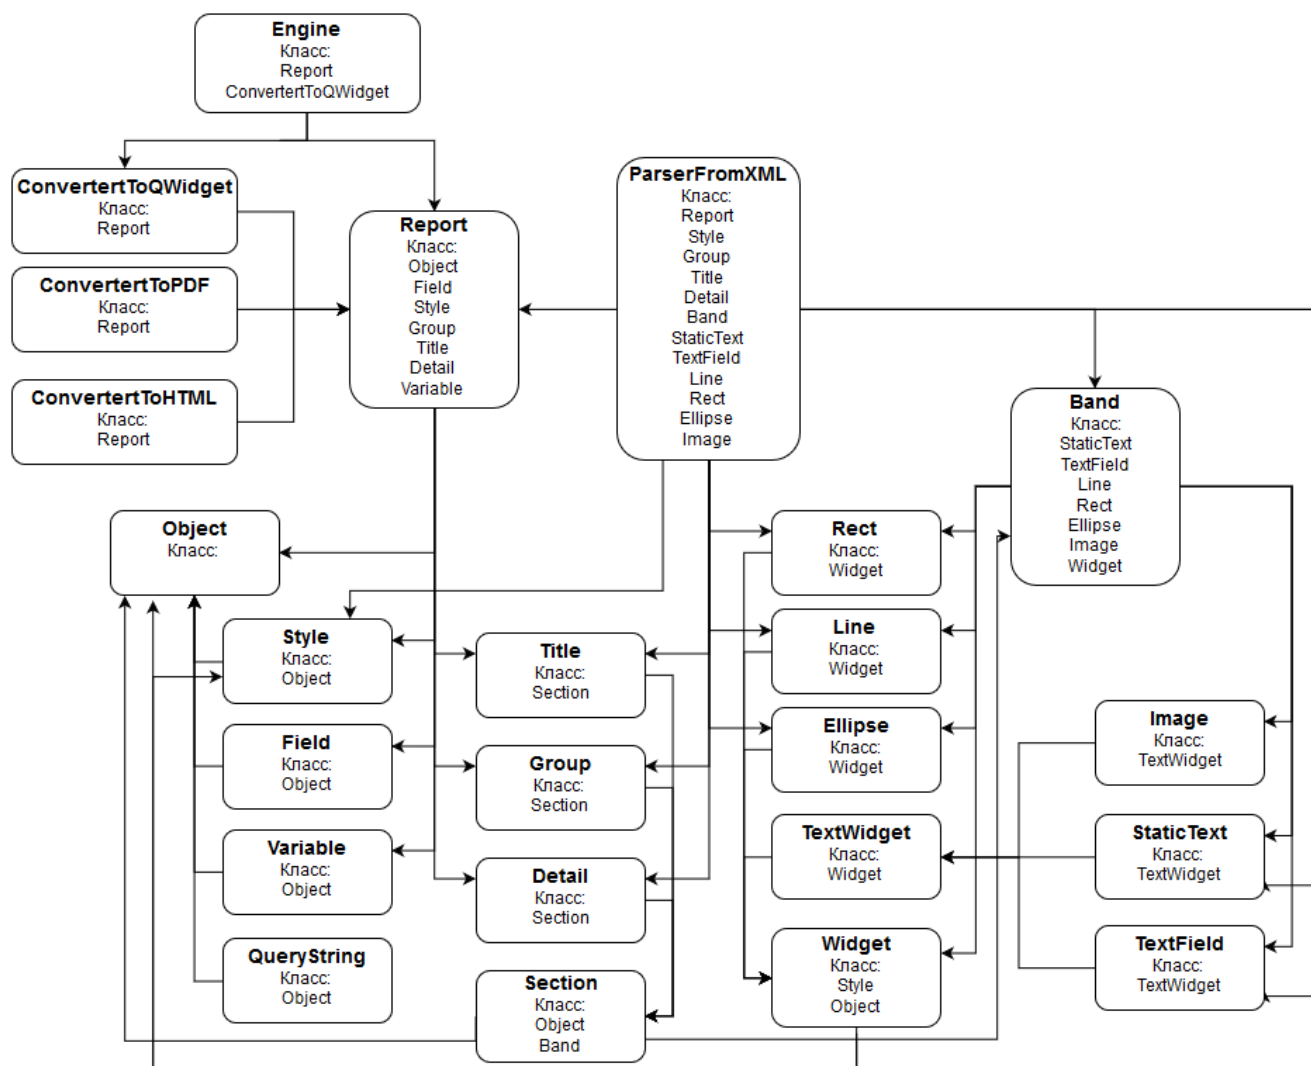 Engine
Класс:
Report
ConvertertToQWidget
ConvertertToQWidget
Класс:
Report
ConvertertToPDF
Класс:
Report
ConvertertToHTML
Класс:
Report
Report
Класс:
Object
Field
Style
Group
Title
Detail
Variable
ParserFromXML
Класс:
Report
Style
Group
Title
Detail
Band
StaticText
TextField
Line
Rect
Ellipse
Image
Band
Класс:
StaticText
TextField
Line
Rect
Ellipse
Image
Widget
Object
Класс:
Style
Класс:
Object
Field
Класс:
Object
Variable
Класс:
Object
QueryString
Класс:
Object
Title
Класс:
Section
Group
Класс:
Section
Detail
Класс:
Section
Section
Класс:
Object
Band
Rect
Класс:
Widget
Line
Класс:
Widget
Ellipse
Класс:
Widget
TextWidget
Класс:
Widget
Widget
Класс:
Style
Object
Image
Класс:
TextWidget
StaticText
Класс:
TextWidget
TextField
Класс:
TextWidget